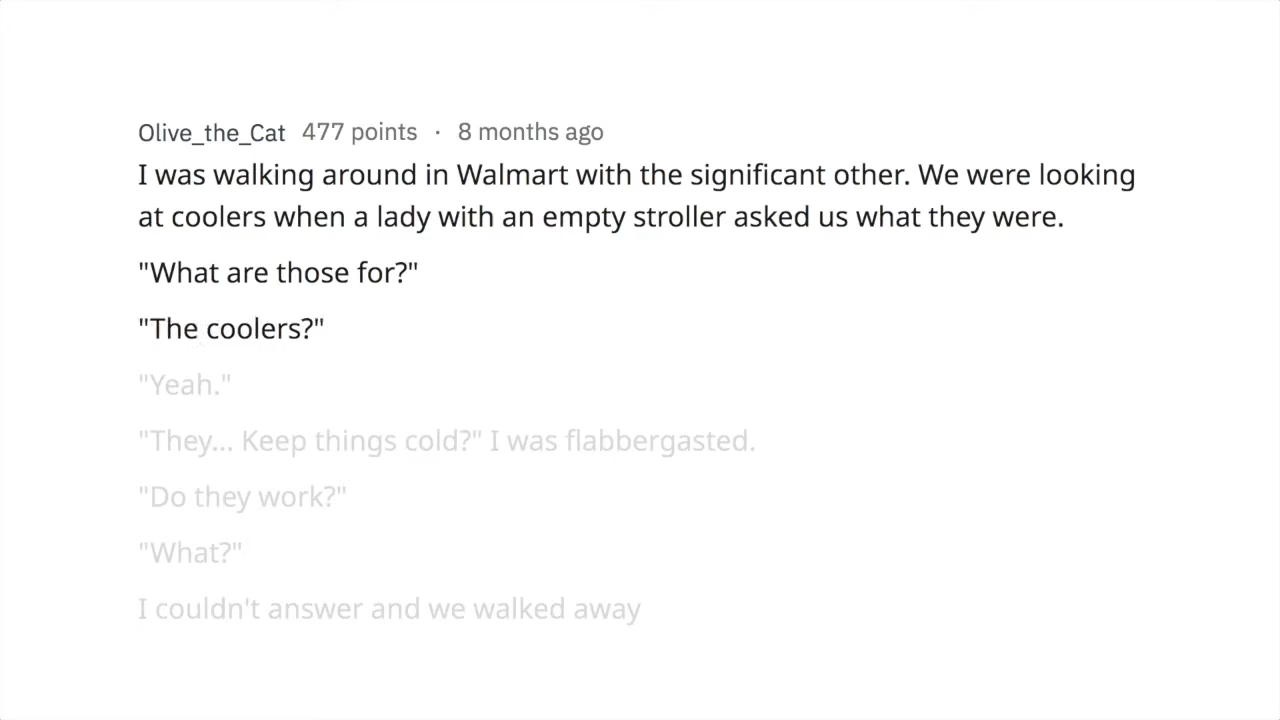 Olive_the_Cat 477 points · 8 months ago
I was walking around in Walmart with the significant other. We were looking
at coolers when a lady with an empty stroller asked us what they were.
"What are those for?"
"The coolers?"
"Yeah."
"They... Keep things cold?" I was flabbergasted.
"Do they work?"
"What?"
I couldn't answer and we walked away